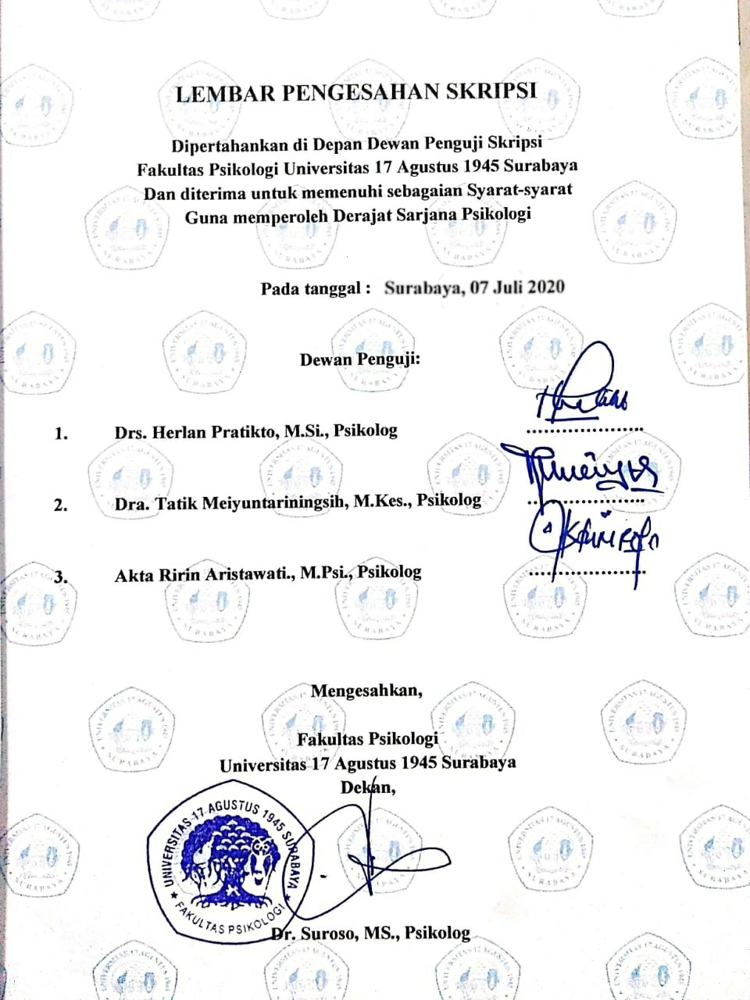 LEMBAR PENGESAHAN SKRIPSI
Dipertahankan di Depan Dewan Penguji Skripsi
Fakultas Psikologi Universitas 17 Agustus 1945 Surabaya
Dan diterima untuk memenuhi sebagaian Syarat-syarat
Guna memperoleh Derajat Sarjana Psikologi
Pada tanggal : Surabaya, 07 Juli 2020
Dewan Penguji:
1. Drs. Herlan Pratikto, M.Si., Psikolog
2. Dra. Tatik Meiyuntariningsih, M.Kes., Psikolog
3. Akta Ririn Aristawati., M.Psi., Psikolog
Mengesahkan,
Fakultas Psikologi
Universitas 17 Agustus 1945 Surabaya
Dekan,
UNIVERSITAS 17 AGUSTUS 1945 SURABAYA
FAKULTAS PSIKOLOGI
Dr. Suroso, MS., Psikolog